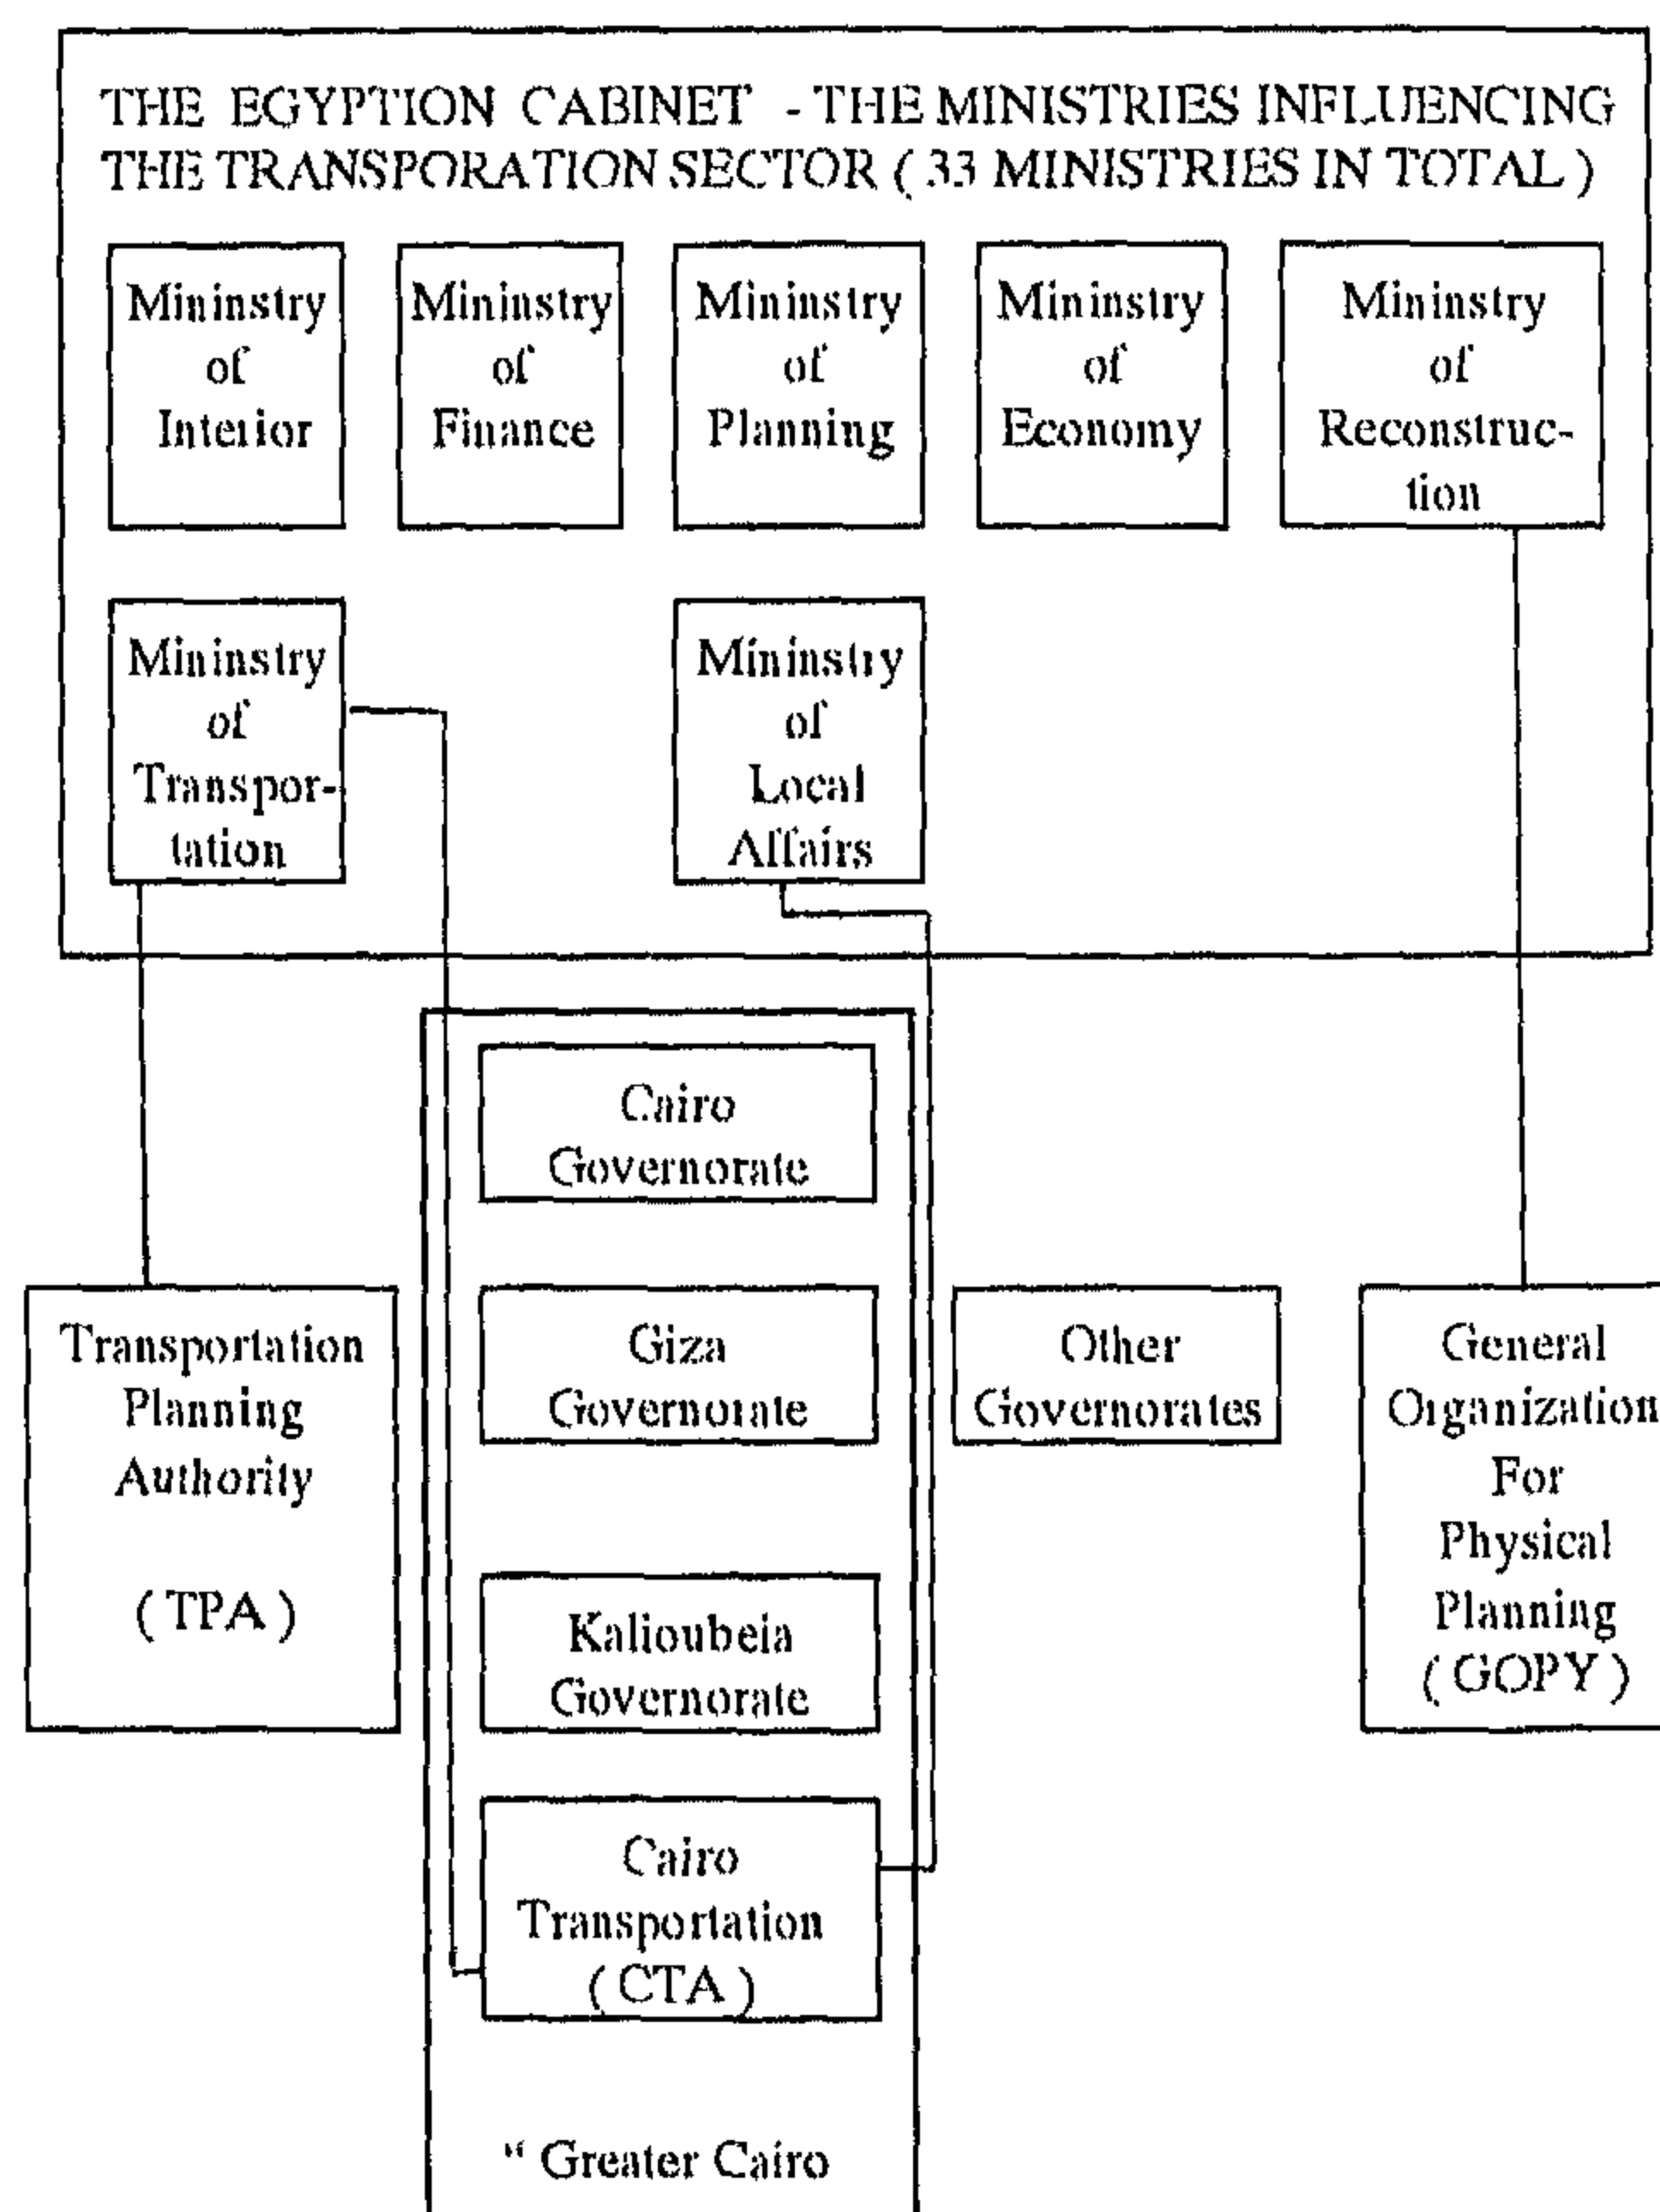 THE EGYPTION CABINET - THE MINISTRIES INFLUENCING
THE TRANSPORATION SECTOR ( 33 MINISTRIES IN TOTAL )
Mininstry
of
Interior
Mininstry
of
Finance
Mininstry
of
Planning
Mininstry
of
Economy
Mininstry
of
Reconstruc-
tion
Mininstry
of
Transpor-
tation
Mininstry
of
Local
Affairs
Cairo
Governorate
Transportation
Planning
Authority
( TPA )
Giza
Governorate
Other
Governorates
General
Organization
For
Physical
Planning
( GOPY )
Kalioubeia
Governorate
Cairo
Transportation
( CTA )
" Greater Cairo